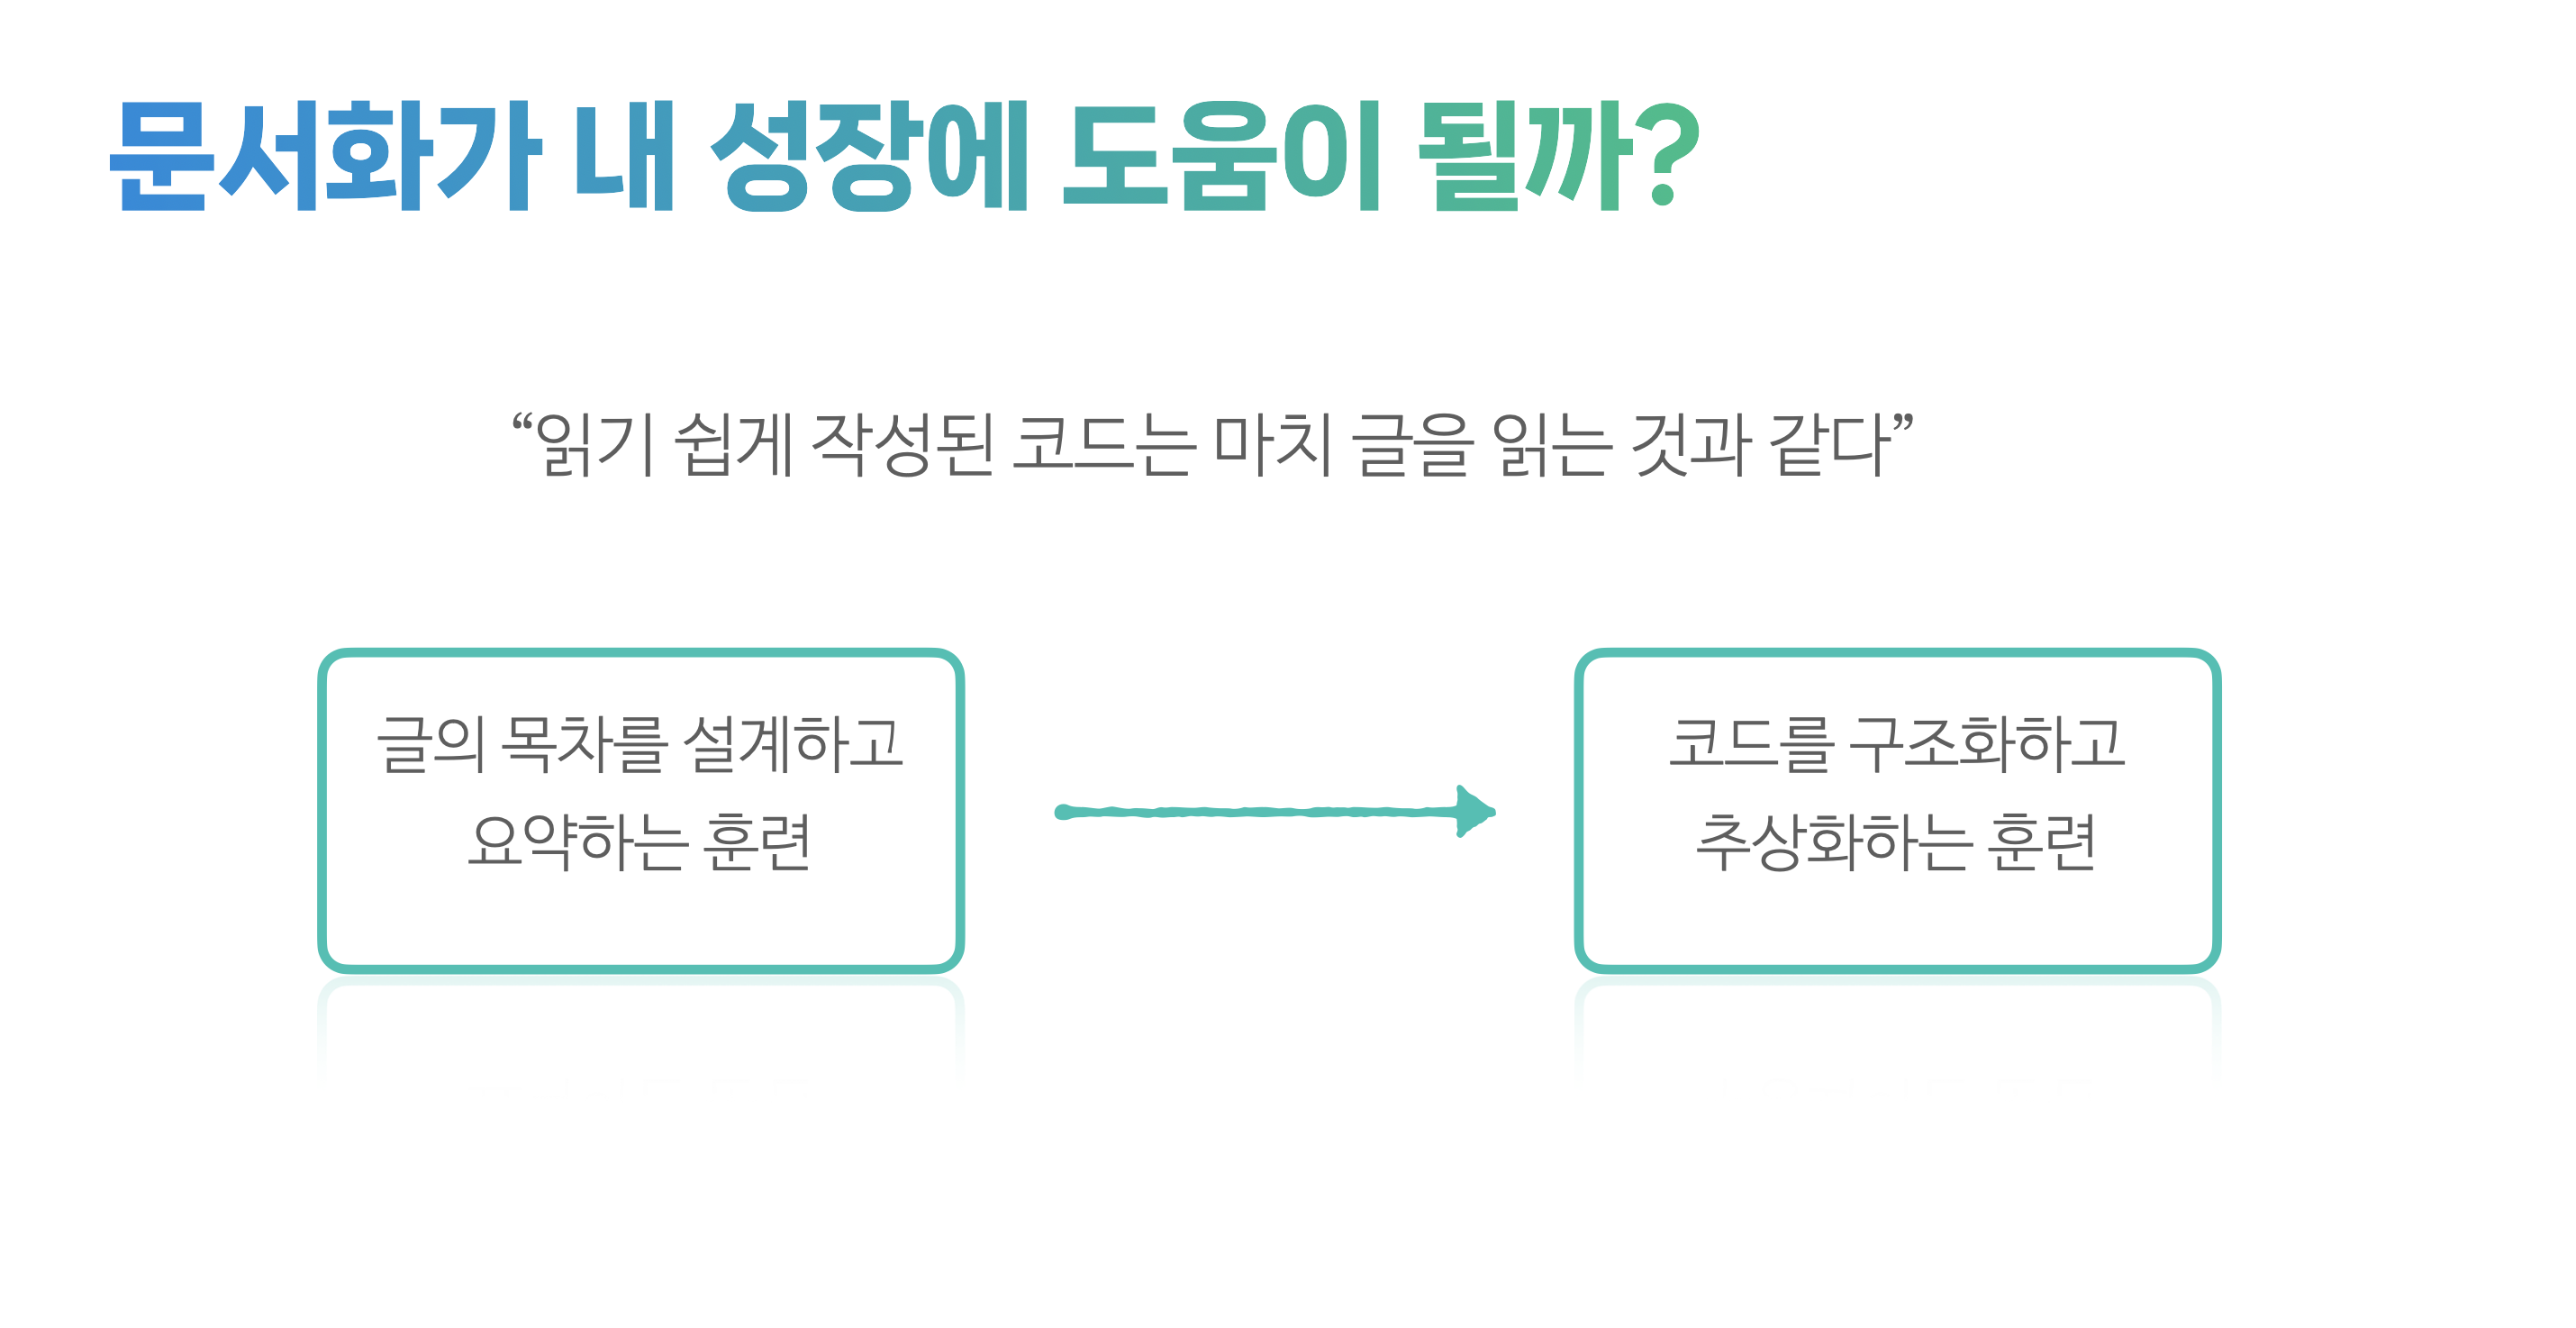 문서화가 내 성장에 도움이 될까?
“읽기 쉽게 작성된 코드는 마치 글을 읽는 것과 같다”
글의 목차를 설계하고
요약하는 훈련
코드를 구조화하고
추상화하는 훈련